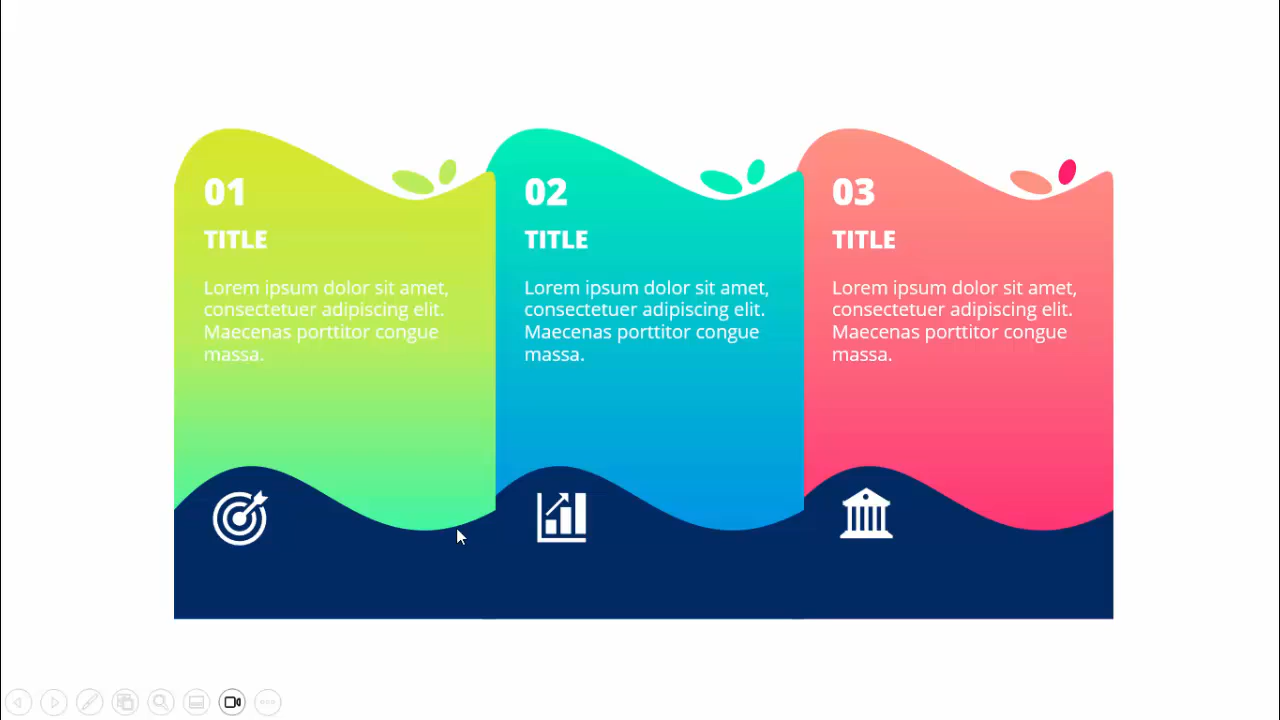 01
TITLE
Lorem ipsum dolor sit amet,
consectetuer adipiscing elit.
Maecenas porttitor congue
massa.
02
TITLE
Lorem ipsum dolor sit amet,
consectetuer adipiscing elit.
Maecenas porttitor congue
massa.
03
TITLE
Lorem ipsum dolor sit amet,
consectetuer adipiscing elit.
Maecenas porttitor congue
massa.